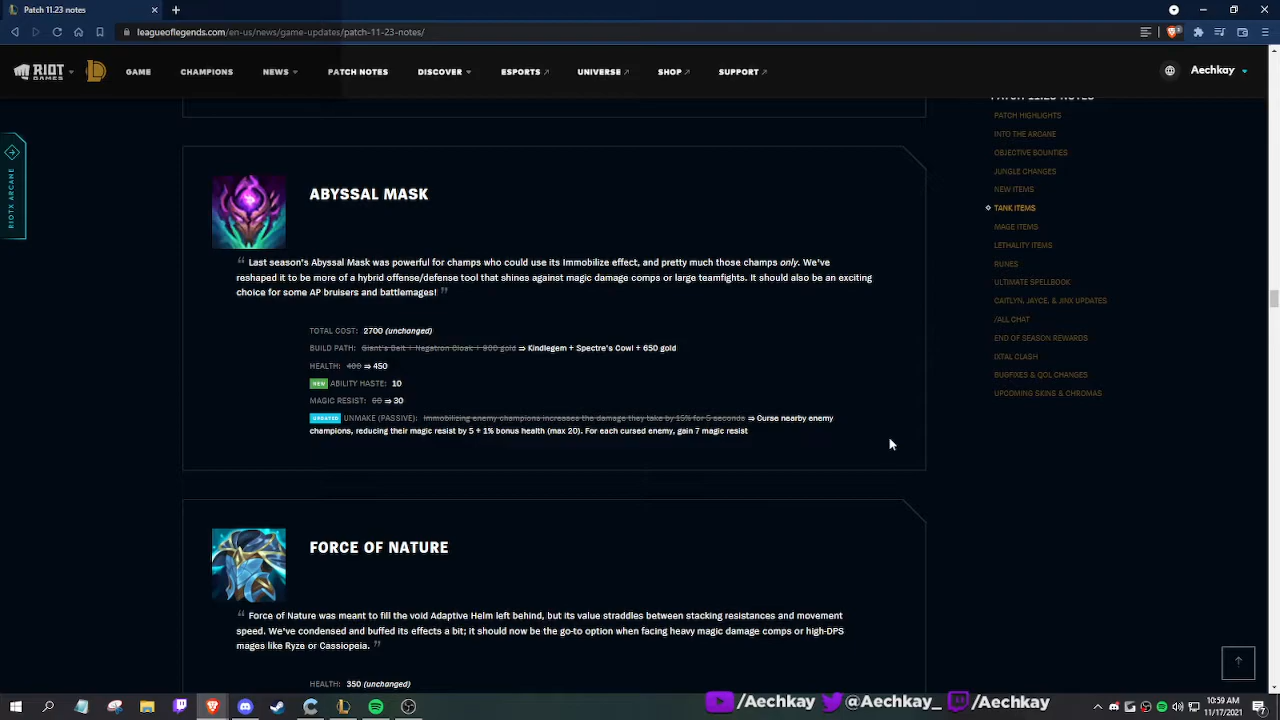 Patch 11.23 notes
leagueoflegends.com/en-us/news/game-updates/patch-11-23-notes/
RIOT GAMES
GAME
CHAMPIONS
NEWS
PATCH NOTES
DISCOVER
ESPORTS
UNIVERSE
SHOP
SUPPORT
Aechkay
RIOTX ARCANE
ABYSSAL MASK
“ Last season's Abyssal Mask was powerful for champs who could use its Immobilize effect, and pretty much those champs only. We've
reshaped it to be more of a hybrid offense/defense tool that shines against magic damage comps or large teamfights. It should also be an exciting
choice for some AP bruisers and battlemages! ”
TOTAL COST: 2700 (unchanged)
BUILD PATH: Giant's Belt + Negatron Cloak + 900 gold ⇒ Kindlegem + Spectre's Cowl + 650 gold
HEALTH: 400 ⇒ 450
NEW ABILITY HASTE: 10
MAGIC RESIST: 60 ⇒ 30
UPDATED UNMAKE (PASSIVE): Immobilizing enemy champions increases the damage they take by 15% for 5 seconds ⇒ Curse nearby enemy
champions, reducing their magic resist by 5 + 1% bonus health (max 20). For each cursed enemy, gain 7 magic resist
FORCE OF NATURE
“ Force of Nature was meant to fill the void Adaptive Helm left behind, but its value straddles between stacking resistances and movement
speed. We've condensed and buffed its effects a bit; it should now be the go-to option when facing heavy magic damage comps or high-DPS
mages like Ryze or Cassiopeia. ”
HEALTH: 350 (unchanged)
PATCH 11.23 NOTES
PATCH HIGHLIGHTS
INTO THE ARCANE
OBJECTIVE BOUNTIES
JUNGLE CHANGES
NEW ITEMS
TANK ITEMS
MAGE ITEMS
LETHALITY ITEMS
RUNES
ULTIMATE SPELLBOOK
CAITLYN, JAYCE, & JINX UPDATES
/ALL CHAT
END OF SEASON REWARDS
IXTAL CLASH
BUGFIXES & QOL CHANGES
UPCOMING SKINS & CHROMAS
/Aechkay
@Aechkay_
/Aechkay
10:59 AM
11/17/2021